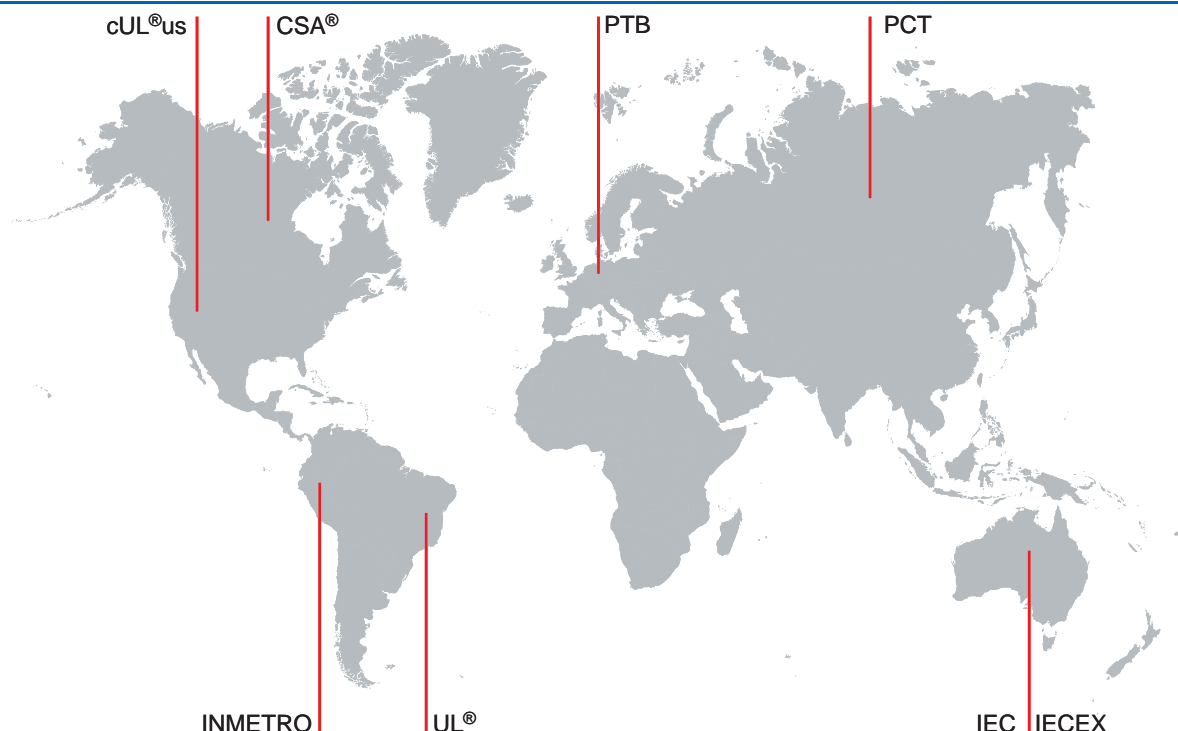 cUL®us
CSA®
PTB
PCT
INMETRO
UL®
IEC
IECEX